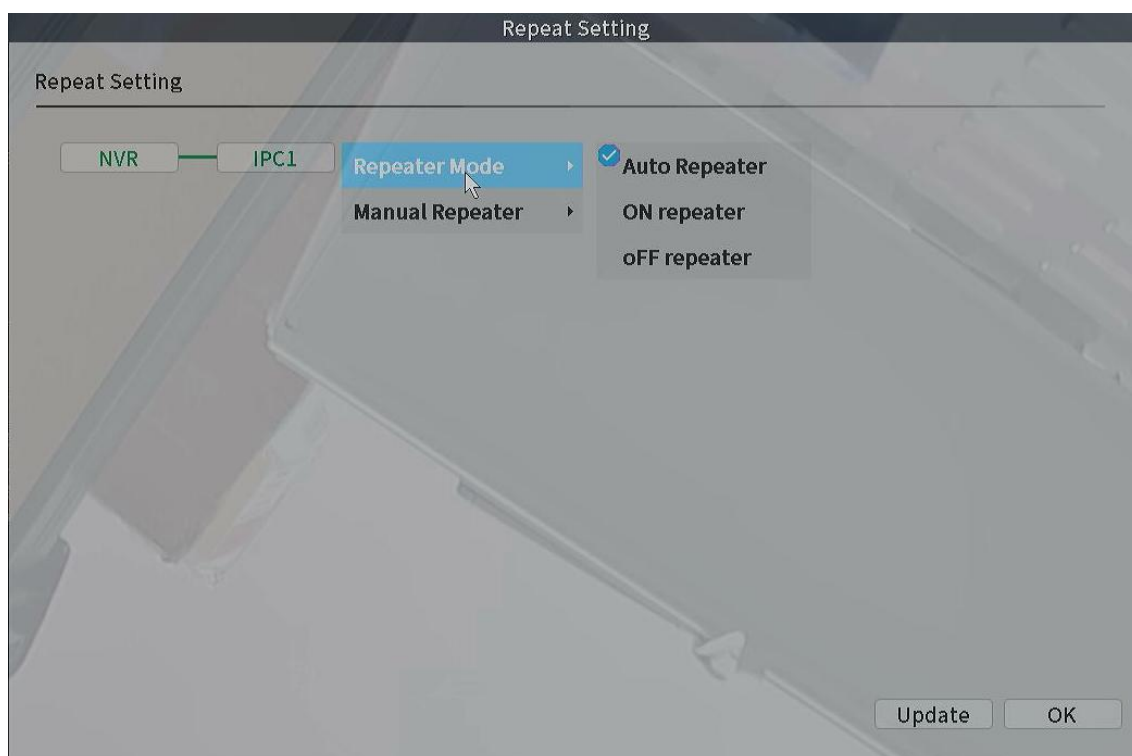 Repeat Setting
Repeat Setting
NVR IPC1 Repeater Mode Auto Repeater
Manual Repeater ON repeater
oFF repeater
Update OK